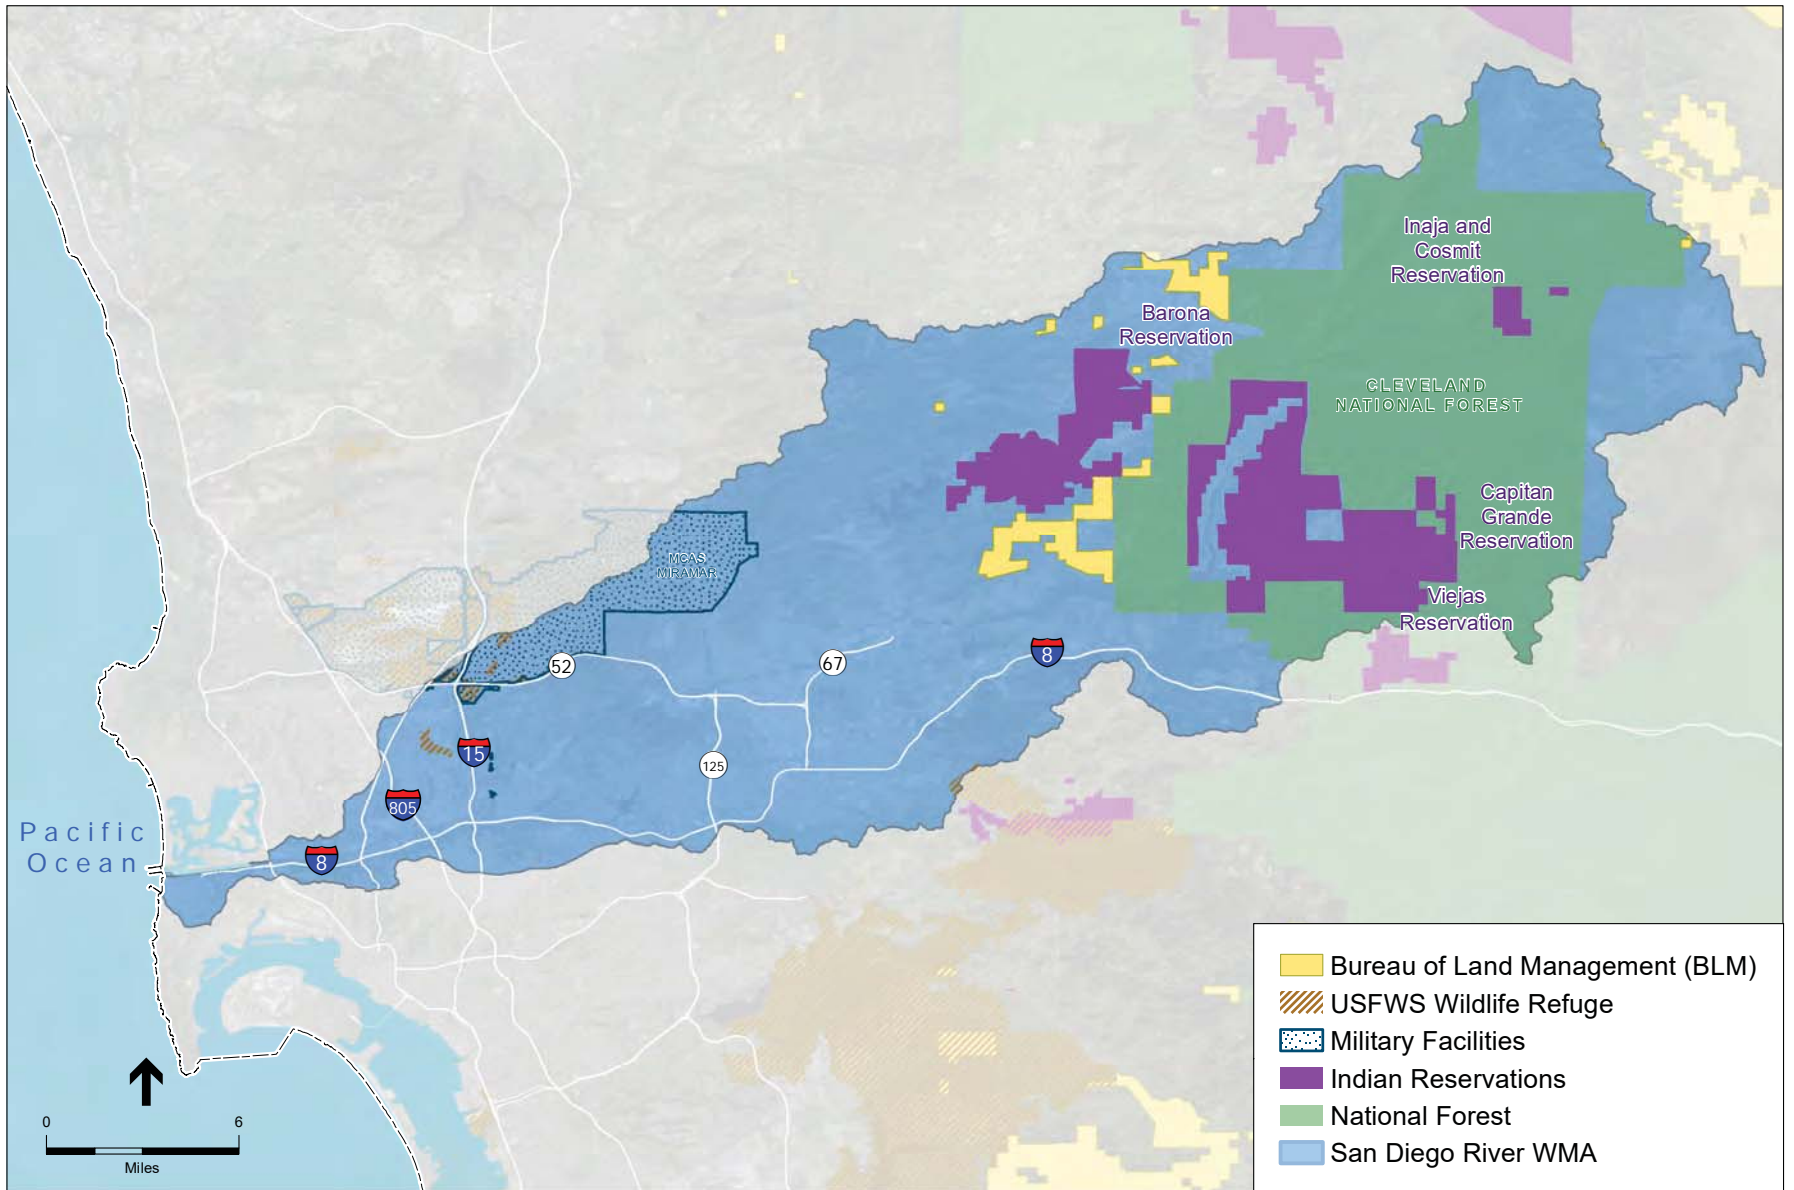 Inaja and
Cosmit
Reservation
Barona
Reservation
CLEVELAND
NATIONAL FOREST
Capitan
Grande
Reservation
MCAS
MIRAMAR
Viejas
Reservation
52
67
8
15
125
805
8
Pacific
Ocean
0 6
Miles
Bureau of Land Management (BLM)
USFWS Wildlife Refuge
Military Facilities
Indian Reservations
National Forest
San Diego River WMA